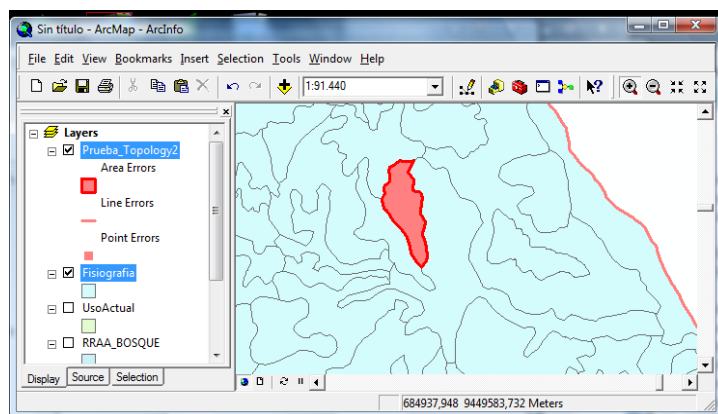 Sin título - ArcMap - ArcInfo
File Edit View Bookmarks Insert Selection Tools Window Help
1:91.440
Layers
Prueba_Topology2
Area Errors
Line Errors
Point Errors
Fisiografia
UsoActual
RRAA_BOSQUE
Display Source Selection
684937,948 9449583,732 Meters